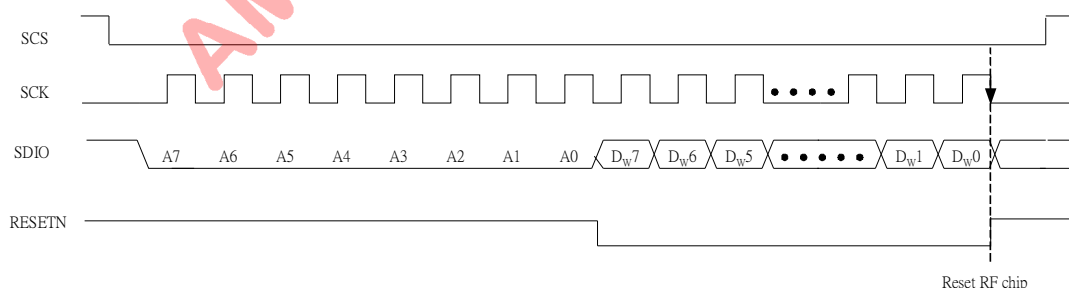 SCS
SCK
SDIO A7 A6 A5 A4 A3 A2 A1 A0 DW7 DW6 DW5 DW1 DW0
RESETN
Reset RF chip